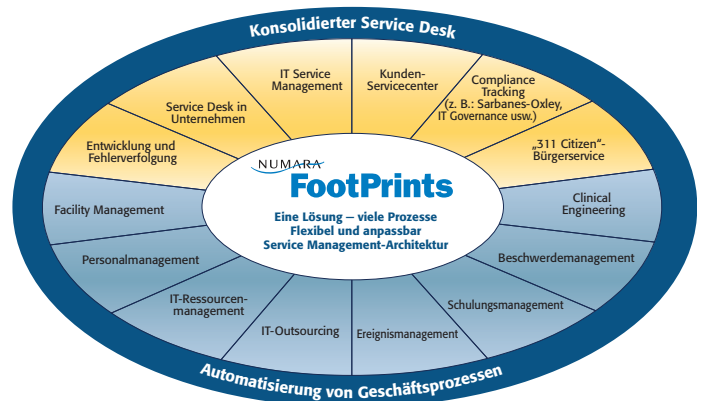 Konsolidierter Service Desk
IT Service
Management
Kunden-
Servicecenter
Compliance
Tracking
(z. B.: Sarbanes-Oxley,
IT Governance usw.)
Service Desk in
Unternehmen
Entwicklung und
Fehlerverfolgung
„311 Citizen“-
Bürgerservice
NUMARA
FootPrints
Eine Lösung – viele Prozesse
Flexibel und anpassbar
Service Management-Architektur
Facility Management
Clinical
Engineering
Personalmanagement
Beschwerdemanagement
IT-Ressourcen-
management
Schulungsmanagement
IT-Outsourcing
Ereignismanagement
Automatisierung von Geschäftsprozessen